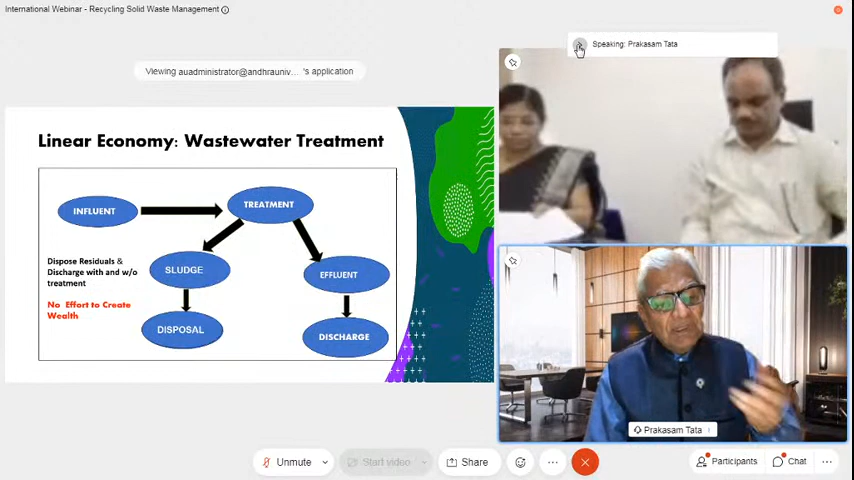 International Webinar - Recycling Solid Waste Management
Speaking: Prakasam Tata
Viewing auadministrator@andhrauniv... 's application
Linear Economy: Wastewater Treatment
INFLUENT
TREATMENT
Dispose Residuals &
Discharge with and w/o
treatment
No Effort to Create
Wealth
SLUDGE
EFFLUENT
DISPOSAL
DISCHARGE
Prakasam Tata
Unmute
Start video
Share
Participants
Chat